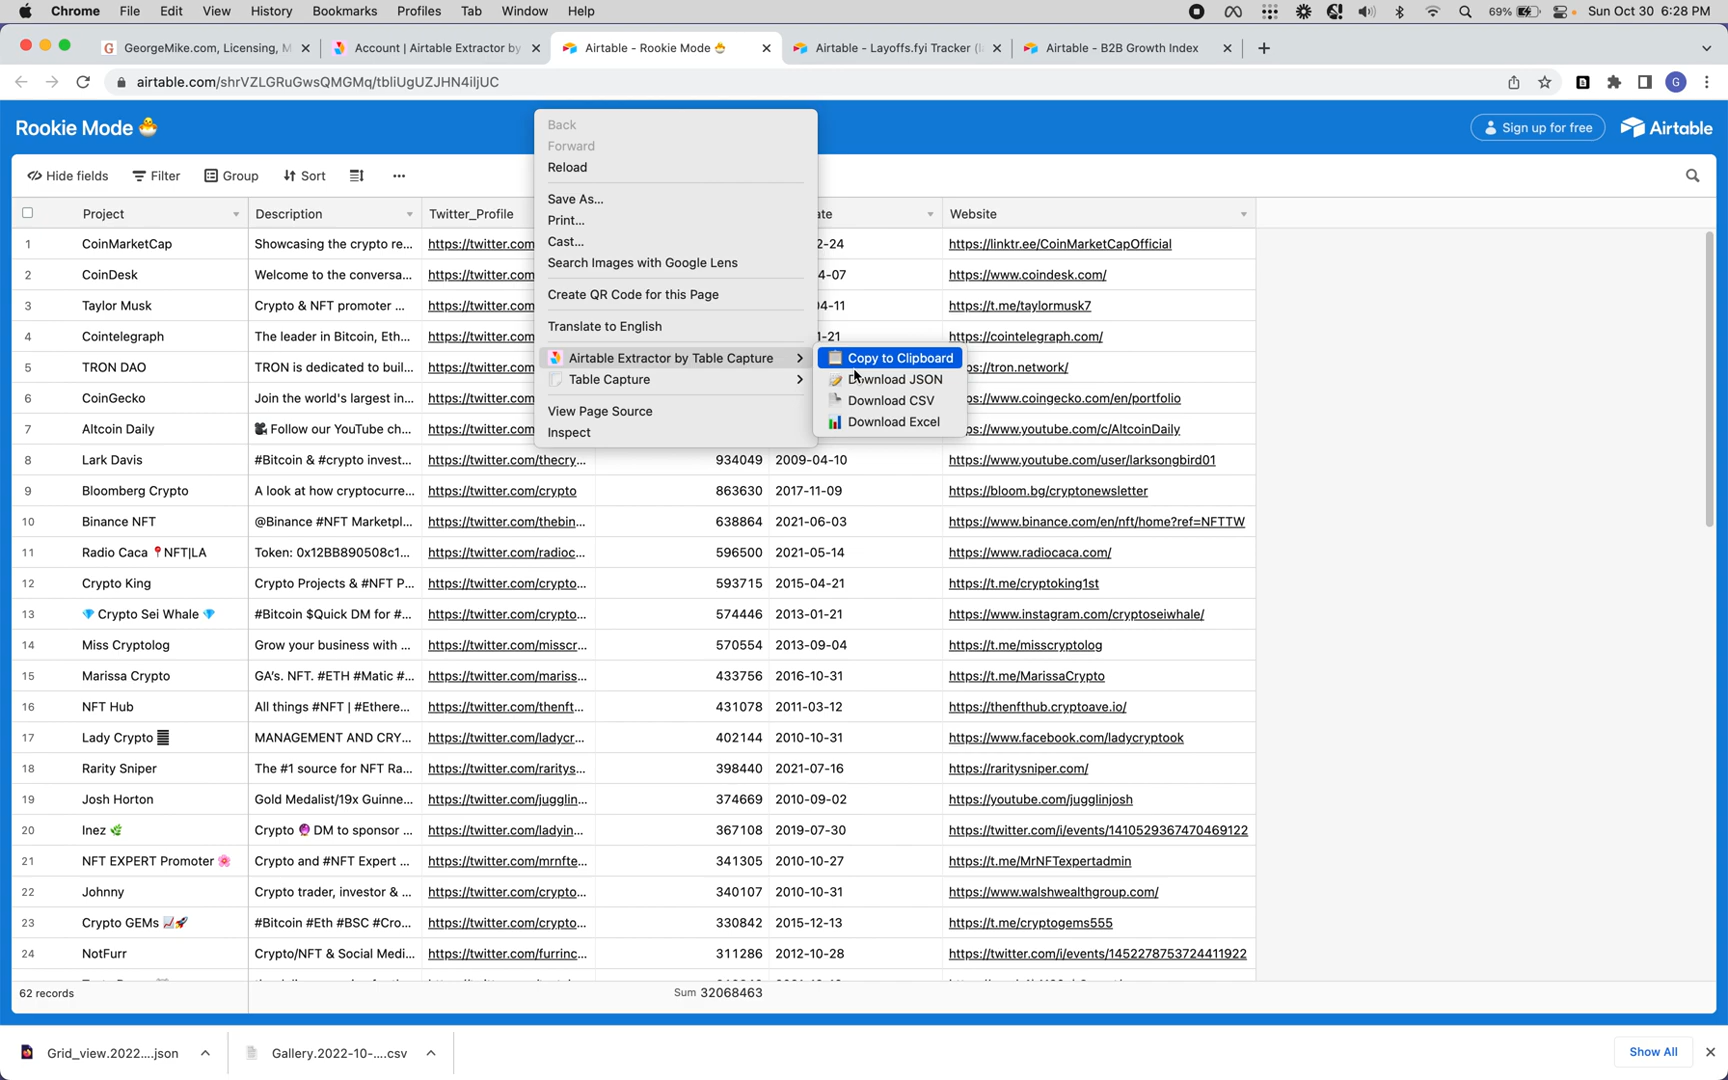 Chrome File Edit View History Bookmarks Profiles Tab Window Help 69% Sun Oct 30 6:28 PM
GeorgeMike.com, Licensing, M Account | Airtable Extractor by Airtable - Rookie Mode 🐣 Airtable - Layoffs.fyi Tracker Airtable - B2B Growth Index
airtable.com/shrVZLGRuGwsQMGMq/tbliUgUZJHN4iljUC G
Rookie Mode 🐣 Sign up for free Airtable
Hide fields Filter Group Sort ...
Project Description Twitter_Profile ate Website
1 CoinMarketCap Showcasing the crypto re... https://twitter.com 2-24 https://linktr.ee/CoinMarketCapOfficial
2 CoinDesk Welcome to the conversa... https://twitter.com 4-07 https://www.coindesk.com/
3 Taylor Musk Crypto & NFT promoter ... https://twitter.com 04-11 https://t.me/taylormusk7
4 Cointelegraph The leader in Bitcoin, Eth... https://twitter.com 1-21 https://cointelegraph.com/
5 TRON DAO TRON is dedicated to buil... https://twitter.com ps://tron.network/
6 CoinGecko Join the world's largest in... https://twitter.com ps://www.coingecko.com/en/portfolio
7 Altcoin Daily 🎥 Follow our YouTube ch... https://twitter.com ps://www.youtube.com/c/AltcoinDaily
8 Lark Davis #Bitcoin & #crypto invest... https://twitter.com/thecry... 934049 2009-04-10 https://www.youtube.com/user/larksongbird01
9 Bloomberg Crypto A look at how cryptocurre... https://twitter.com/crypto 863630 2017-11-09 https://bloom.bg/cryptonewsletter
10 Binance NFT @Binance #NFT Marketpl... https://twitter.com/thebin... 638864 2021-06-03 https://www.binance.com/en/nft/home?ref=NFTTW
11 Radio Caca 📍NFT|LA Token: 0x12BB890508c1... https://twitter.com/radioc... 596500 2021-05-14 https://www.radiocaca.com/
12 Crypto King Crypto Projects & #NFT P... https://twitter.com/crypto... 593715 2015-04-21 https://t.me/cryptoking1st
13 💎 Crypto Sei Whale 💎 #Bitcoin $Quick DM for #... https://twitter.com/crypto... 574446 2013-01-21 https://www.instagram.com/cryptoseiwhale/
14 Miss Cryptolog Grow your business with ... https://twitter.com/misscr... 570554 2013-09-04 https://t.me/misscryptolog
15 Marissa Crypto GA's. NFT. #ETH #Matic #... https://twitter.com/mariss... 433756 2016-10-31 https://t.me/MarissaCrypto
16 NFT Hub All things #NFT | #Ethere... https://twitter.com/thenft... 431078 2011-03-12 https://thenfthub.cryptoave.io/
17 Lady Crypto MANAGEMENT AND CRY... https://twitter.com/ladycr... 402144 2010-10-31 https://www.facebook.com/ladycryptook
18 Rarity Sniper The #1 source for NFT Ra... https://twitter.com/raritys... 398440 2021-07-16 https://raritysniper.com/
19 Josh Horton Gold Medalist/19x Guinne... https://twitter.com/jugglin... 374669 2010-09-02 https://youtube.com/jugglinjosh
20 Inez 🌿 Crypto 🔮 DM to sponsor ... https://twitter.com/ladyin... 367108 2019-07-30 https://twitter.com/i/events/1410529367470469122
21 NFT EXPERT Promoter 🌸 Crypto and #NFT Expert ... https://twitter.com/mrnfte... 341305 2010-10-27 https://t.me/MrNFTexpertadmin
22 Johnny Crypto trader, investor & ... https://twitter.com/crypto... 340107 2010-10-31 https://www.walshwealthgroup.com/
23 Crypto GEMs 📈🚀 #Bitcoin #Eth #BSC #Cro... https://twitter.com/crypto... 330842 2015-12-13 https://t.me/cryptogems555
24 NotFurr Crypto/NFT & Social Medi... https://twitter.com/furrinc... 311286 2012-10-28 https://twitter.com/i/events/1452278753724411922
62 records Sum 32068463
Back
Forward
Reload
Save As...
Print...
Cast...
Search Images with Google Lens
Create QR Code for this Page
Translate to English
Airtable Extractor by Table Capture
Table Capture
View Page Source
Inspect
Copy to Clipboard
Download JSON
Download CSV
Download Excel
Grid_view.2022....json Gallery.2022-10-....csv Show All